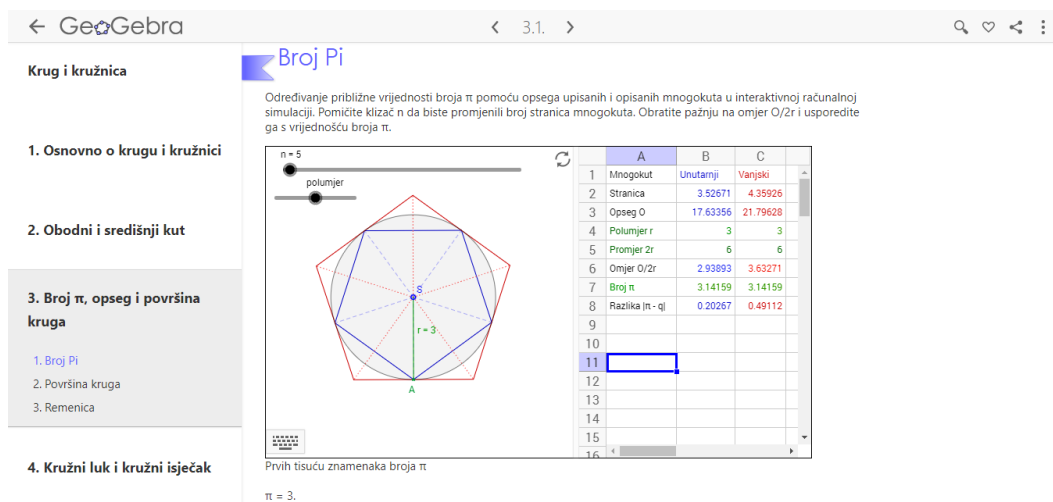 GeoGebra
3.1.
Krug i kružnica
1. Osnovno o krugu i kružnici
2. Obodni i središnji kut
3. Broj π, opseg i površina
kruga
1. Broj Pi
2. Površina kruga
3. Remenica
4. Kružni luk i kružni isječak
Broj Pi
Određivanje približne vrijednosti broja π pomoću opsega upisanih i opisanih mnogokuta u interaktivnoj računalnoj
simulaciji. Pomičite klizač n da biste promjenili broj stranica mnogokuta. Obratite pažnju na omjer O/2r i usporedite
ga s vrijednošću broja π.
n = 5
polumjer
S
r = 3
A
A B C
1 Mnogokut Unutarnji Vanjski
2 Stranica 3.52671 4.35926
3 Opseg O 17.63356 21.79628
4 Polumjer r 3 3
5 Promjer 2r 6 6
6 Omjer O/2r 2.93893 3.63271
7 Broj π 3.14159 3.14159
8 Razlika |π - q| 0.20267 0.49112
9
10
11
12
13
14
15
16
Prvih tisuću znamenaka broja π
π = 3.